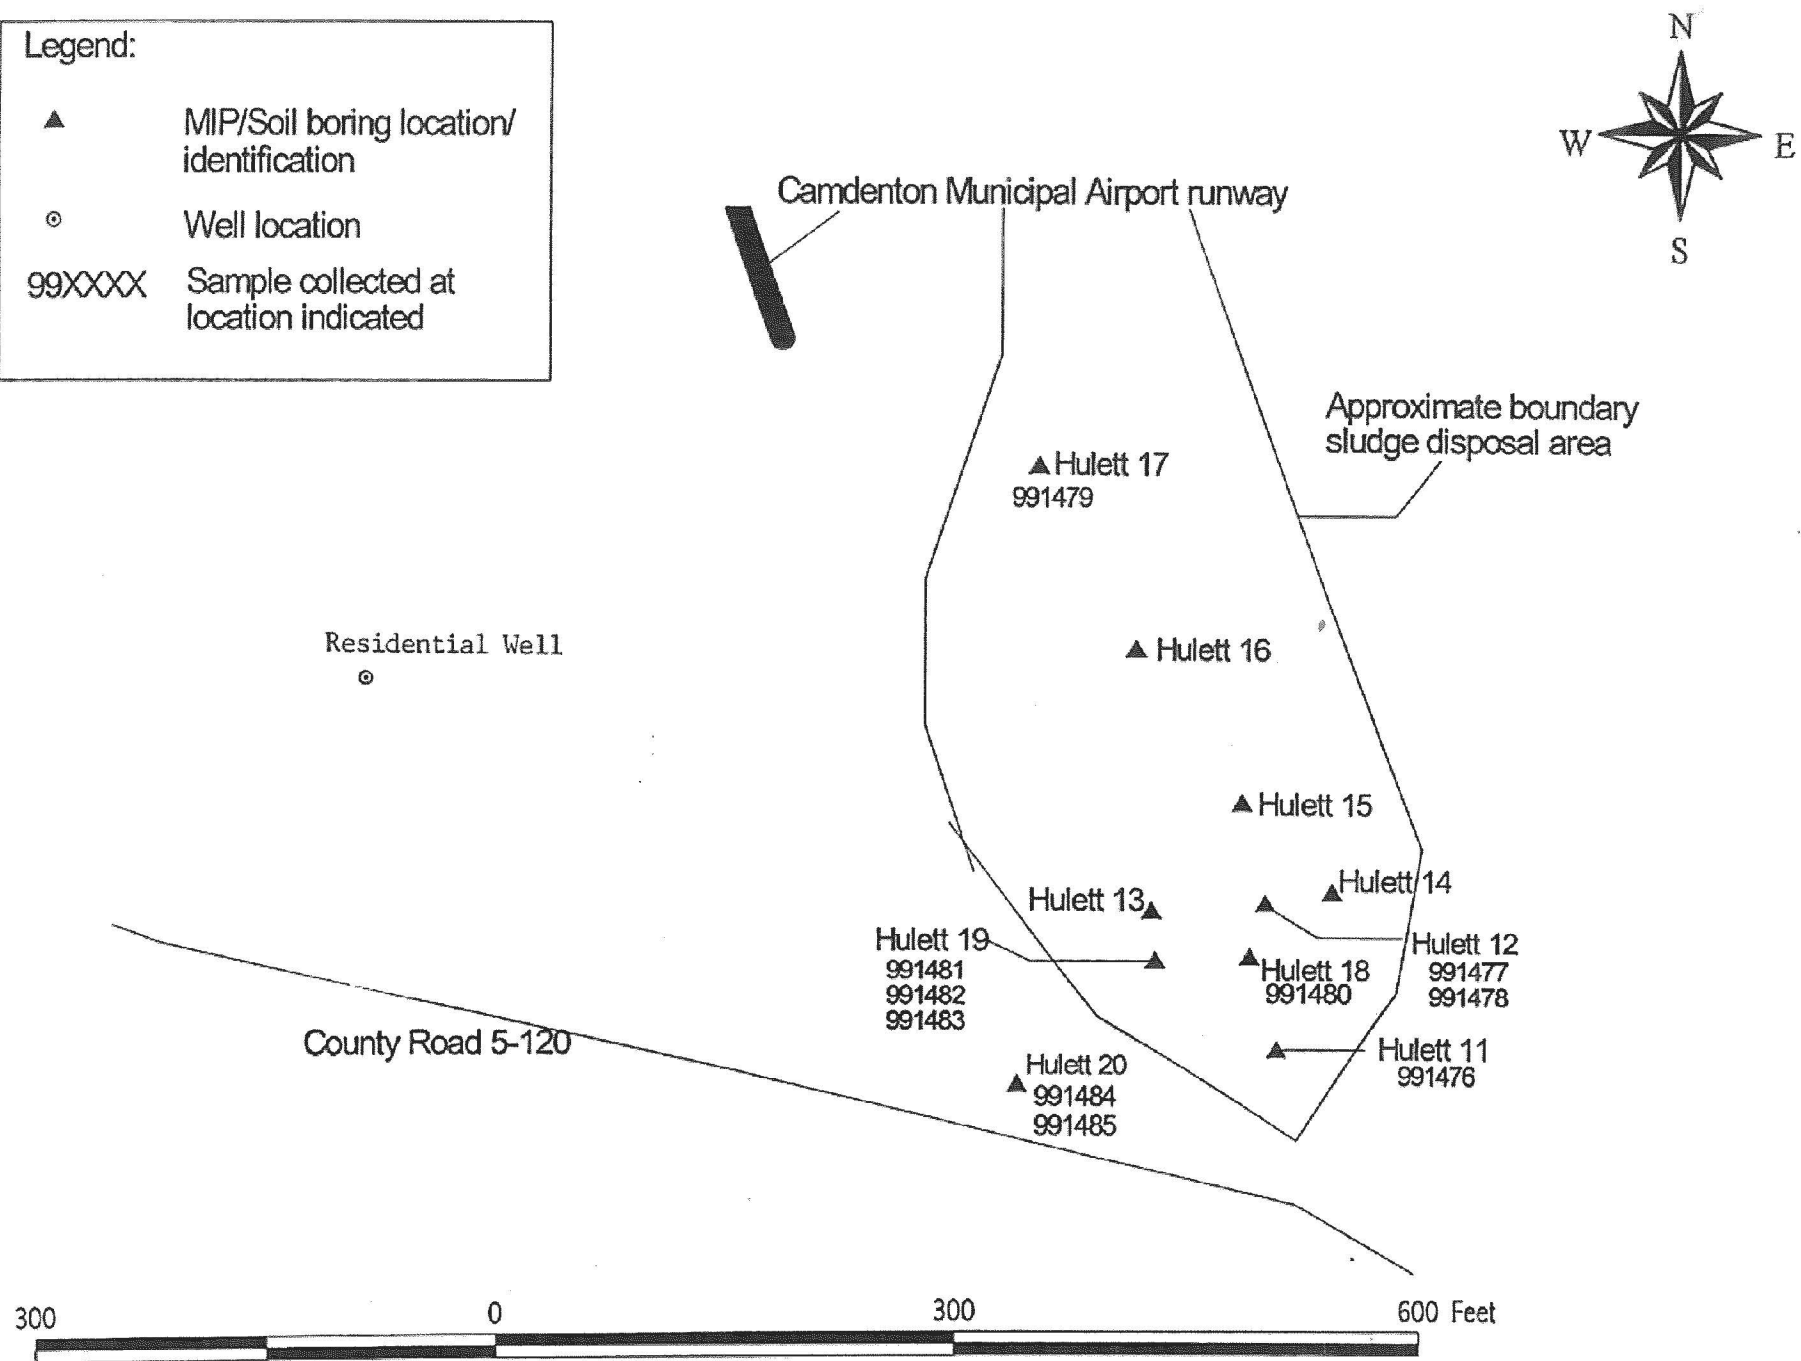 Legend:
MIP/Soil boring location/
identification
Well location
99XXXX Sample collected at
location indicated
N
W E
S
Camdenton Municipal Airport runway
Approximate boundary
sludge disposal area
Hulett 17
991479
Residential Well
Hulett 16
Hulett 15
Hulett 14
Hulett 13
Hulett 19
991481
991482
991483
Hulett 18
991480
Hulett 12
991477
991478
County Road 5-120
Hulett 11
991476
Hulett 20
991484
991485
300 0 300 600 Feet